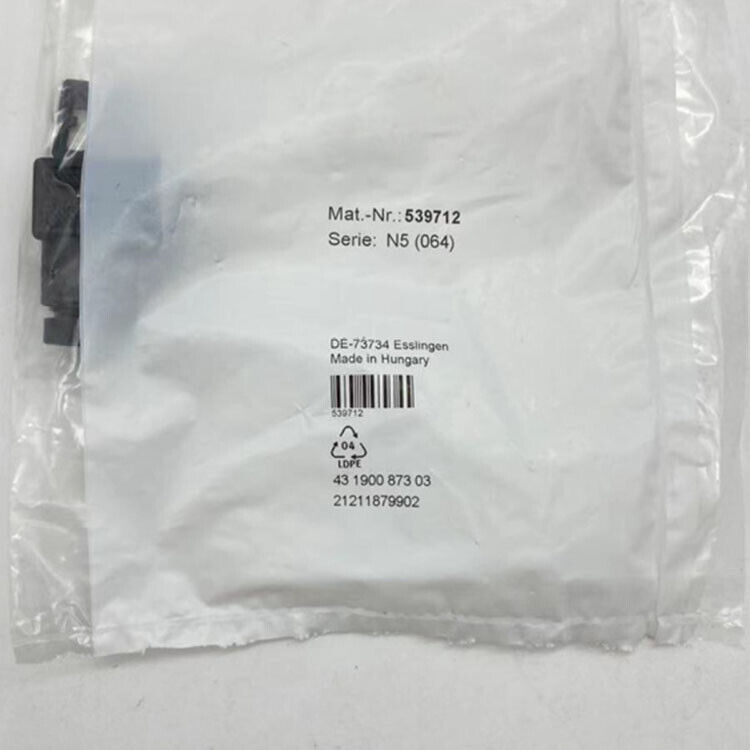 Mat.-Nr.: 539712
Serie: N5 (064)
DE-73734 Esslingen
Made in Hungary
539712
04
LDPE
43 1900 873 03
21211879902